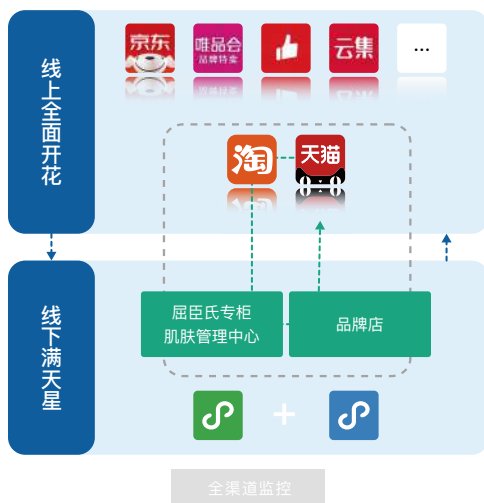 线上全面开花
京东
唯品会
品牌特卖
云集
...
淘
天猫
线下满天星
屈臣氏专柜
肌肤管理中心
品牌店
+
全渠道监控